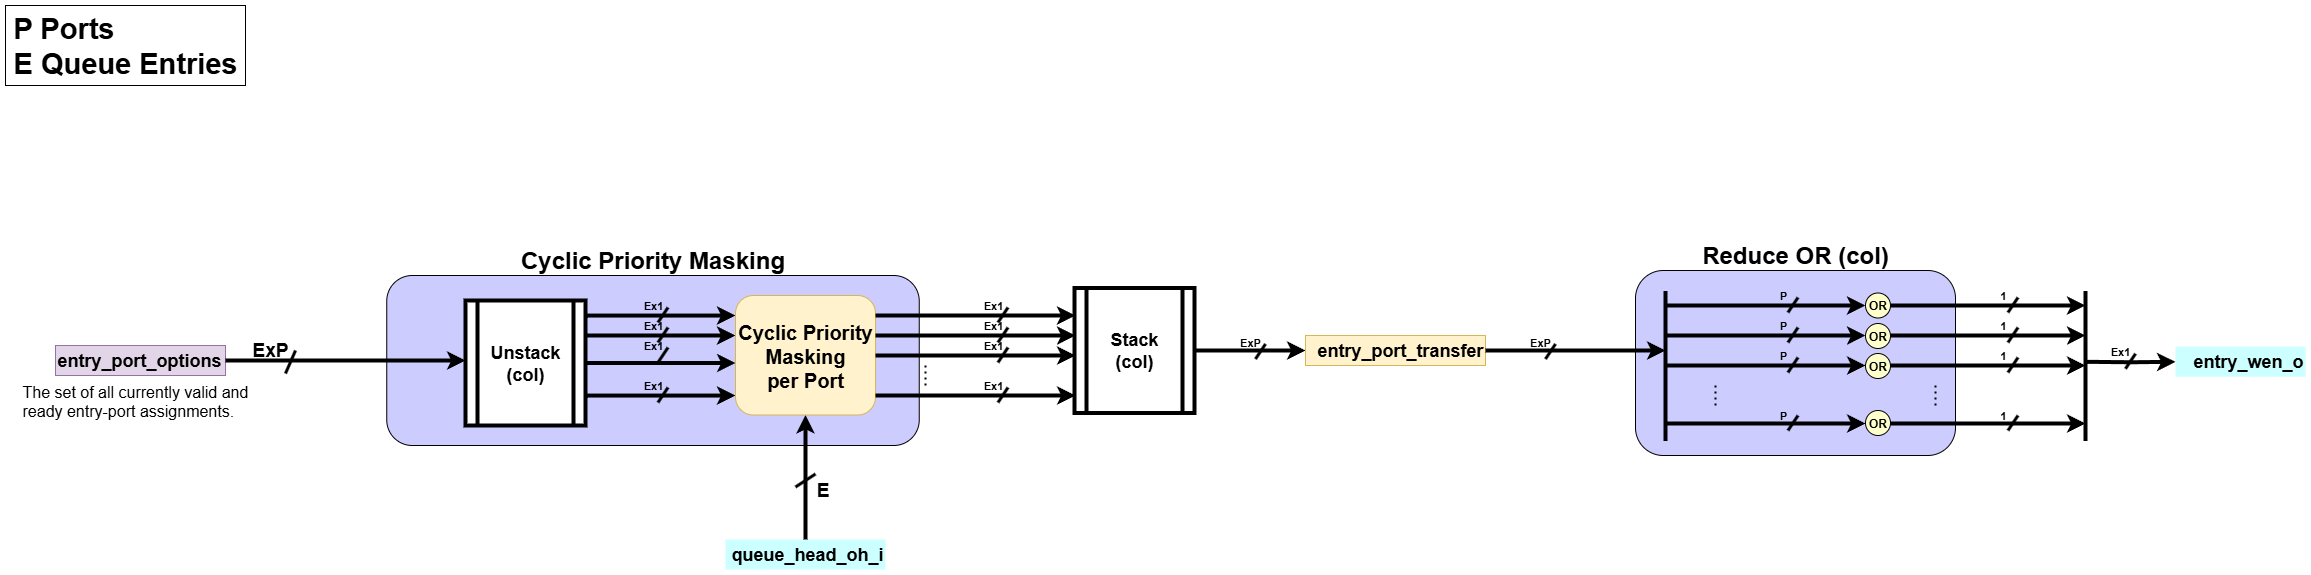 P Ports
E Queue Entries
Cyclic Priority Masking
Reduce OR (col)
entry_port_options
ExP
The set of all currently valid and
ready entry-port assignments.
Unstack
(col)
Ex1
Ex1
Ex1
Ex1
Cyclic Priority
Masking
per Port
E
queue_head_oh_i
Ex1
Ex1
Ex1
Ex1
Stack
(col)
ExP
entry_port_transfer
ExP
P
OR
1
P
OR
1
P
OR
1
P
OR
1
Ex1
entry_wen_o